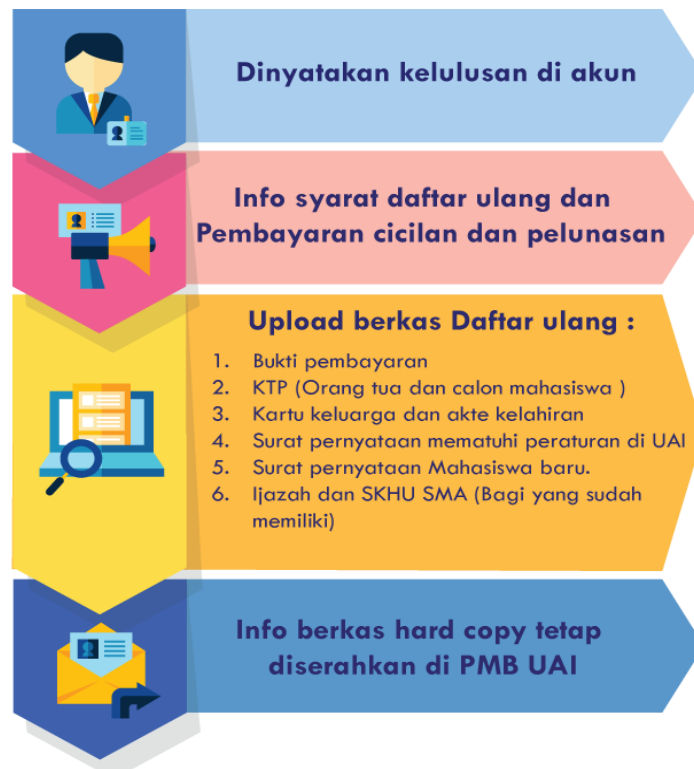 Dinyatakan kelulusan di akun
Info syarat daftar ulang dan
Pembayaran cicilan dan pelunasan
Upload berkas Daftar ulang :
1. Bukti pembayaran
2. KTP (Orang tua dan calon mahasiswa )
3. Kartu keluarga dan akte kelahiran
4. Surat pernyataan mematuhi peraturan di UAI
5. Surat pernyataan Mahasiswa baru.
6. Ijazah dan SKHU SMA (Bagi yang sudah
memiliki)
Info berkas hard copy tetap
diserahkan di PMB UAI